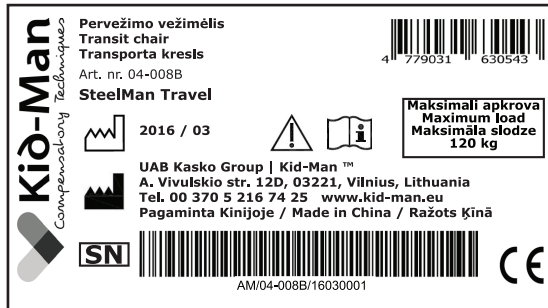 Kið-Man
Compensatory Techniques
Pervežimo vežimėlis
Transit chair
Transporta kresls
Art. nr. 04-008B
SteelMan Travel
4 779031 630543
2016 / 03
Maksimali apkrova
Maximum load
Maksimāla slodze
120 kg
UAB Kasko Group | Kid-Man ™
A. Vivulskio str. 12D, 03221, Vilnius, Lithuania
Tel. 00 370 5 216 74 25 www.kid-man.eu
Pagaminta Kinijoje / Made in China / Ražots Ķīnā
SN
AM/04-008B/16030001
CE